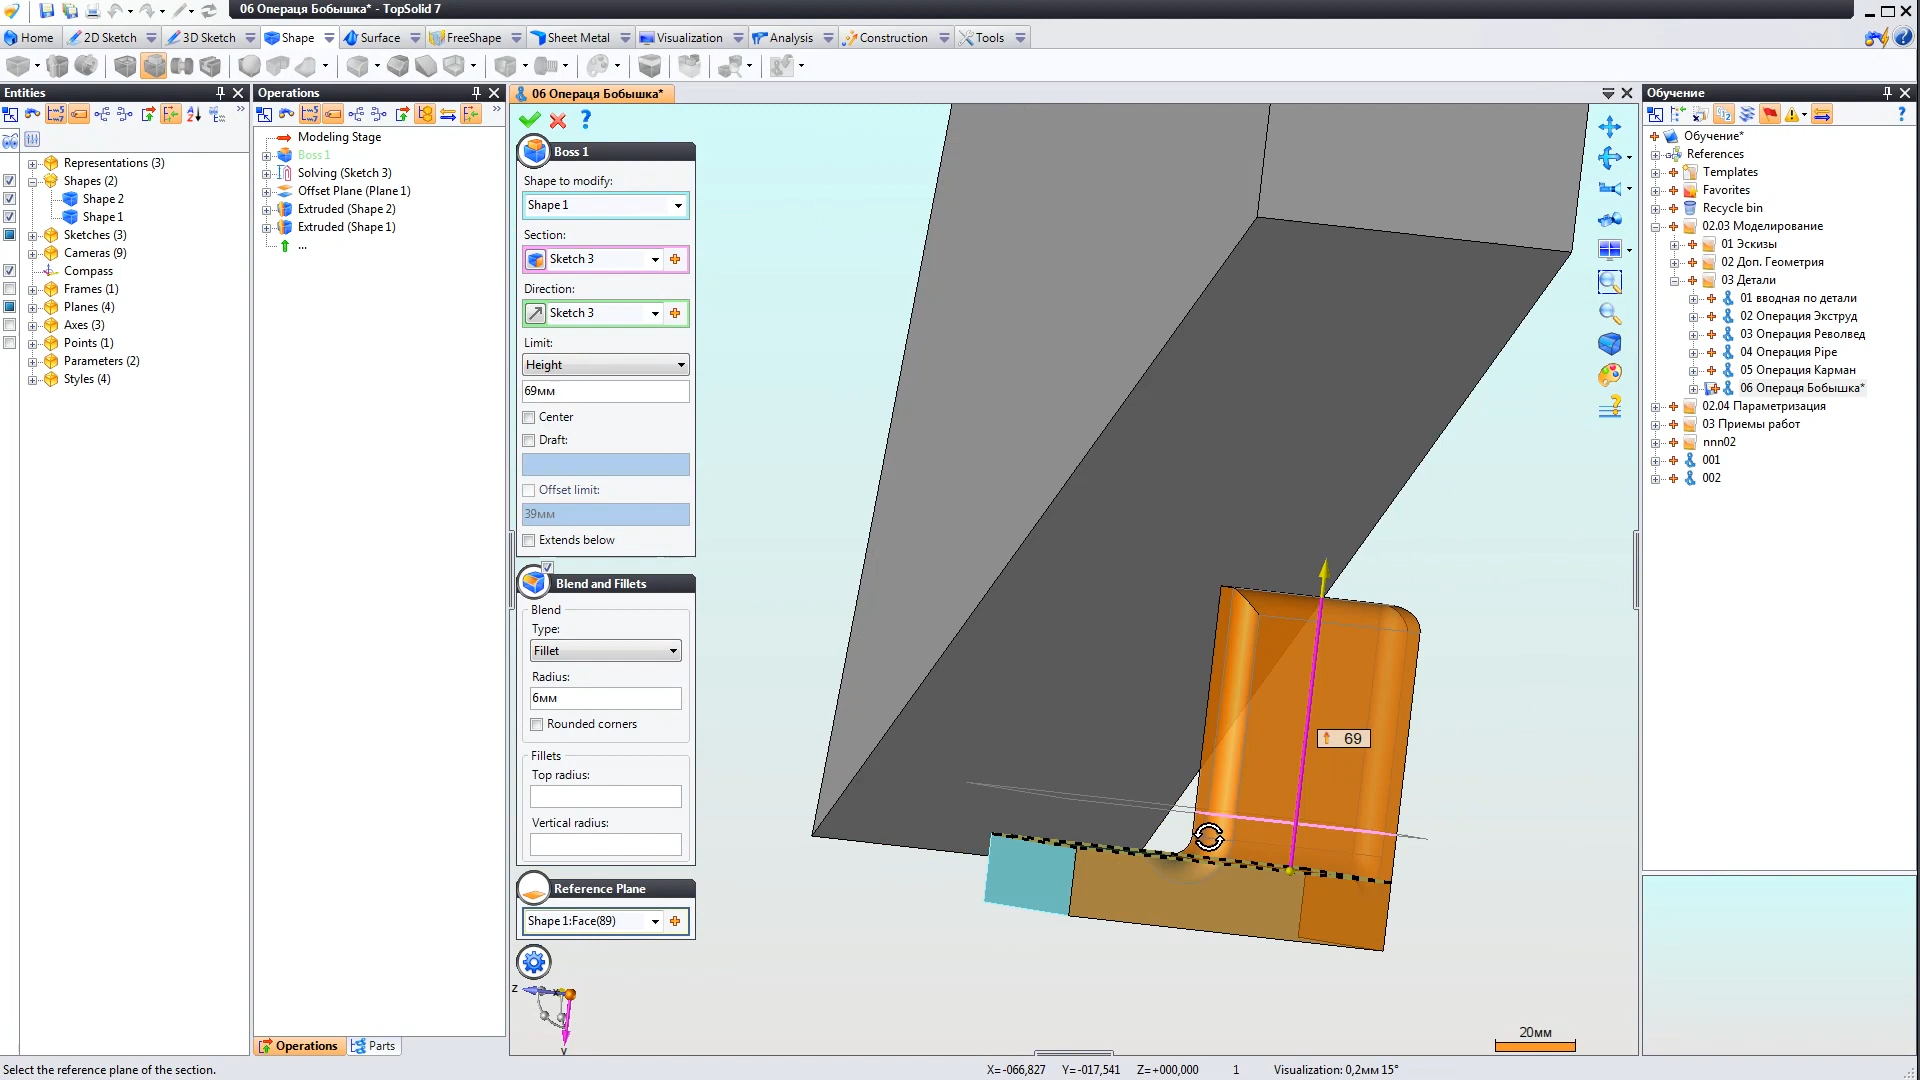 06 Операця Бобышка* - TopSolid 7
Home
2D Sketch
3D Sketch
Shape
Surface
FreeShape
Sheet Metal
Visualization
Analysis
Construction
Tools
Entities
Representations (3)
Shapes (2)
Shape 2
Shape 1
Sketches (3)
Cameras (9)
Compass
Frames (1)
Planes (4)
Axes (3)
Points (1)
Parameters (2)
Styles (4)
Operations
Modeling Stage
Boss 1
Solving (Sketch 3)
Offset Plane (Plane 1)
Extruded (Shape 2)
Extruded (Shape 1)
...
Operations
Parts
06 Операця Бобышка*
Boss 1
Shape to modify:
Shape 1
Section:
Sketch 3
Direction:
Sketch 3
Limit:
Height
69мм
Center
Draft:
Offset limit:
39мм
Extends below
Blend and Fillets
Blend
Type:
Fillet
Radius:
6мм
Rounded corners
Fillets
Top radius:
Vertical radius:
Reference Plane
Shape 1:Face(89)
Z
X
Y
69
20мм
Обучение
Обучение*
References
Templates
Favorites
Recycle bin
02.03 Моделирование
01 Эскизы
02 Доп. Геометрия
03 Детали
01 вводная по детали
02 Операция Экструд
03 Операция Револвед
04 Операция Pipe
05 Операция Карман
06 Операця Бобышка*
02.04 Параметризация
03 Приемы работ
nnn02
001
002
Select the reference plane of the section.
X=-066,827 Y=-017,541 Z=+000,000 1 Visualization: 0,2мм 15°